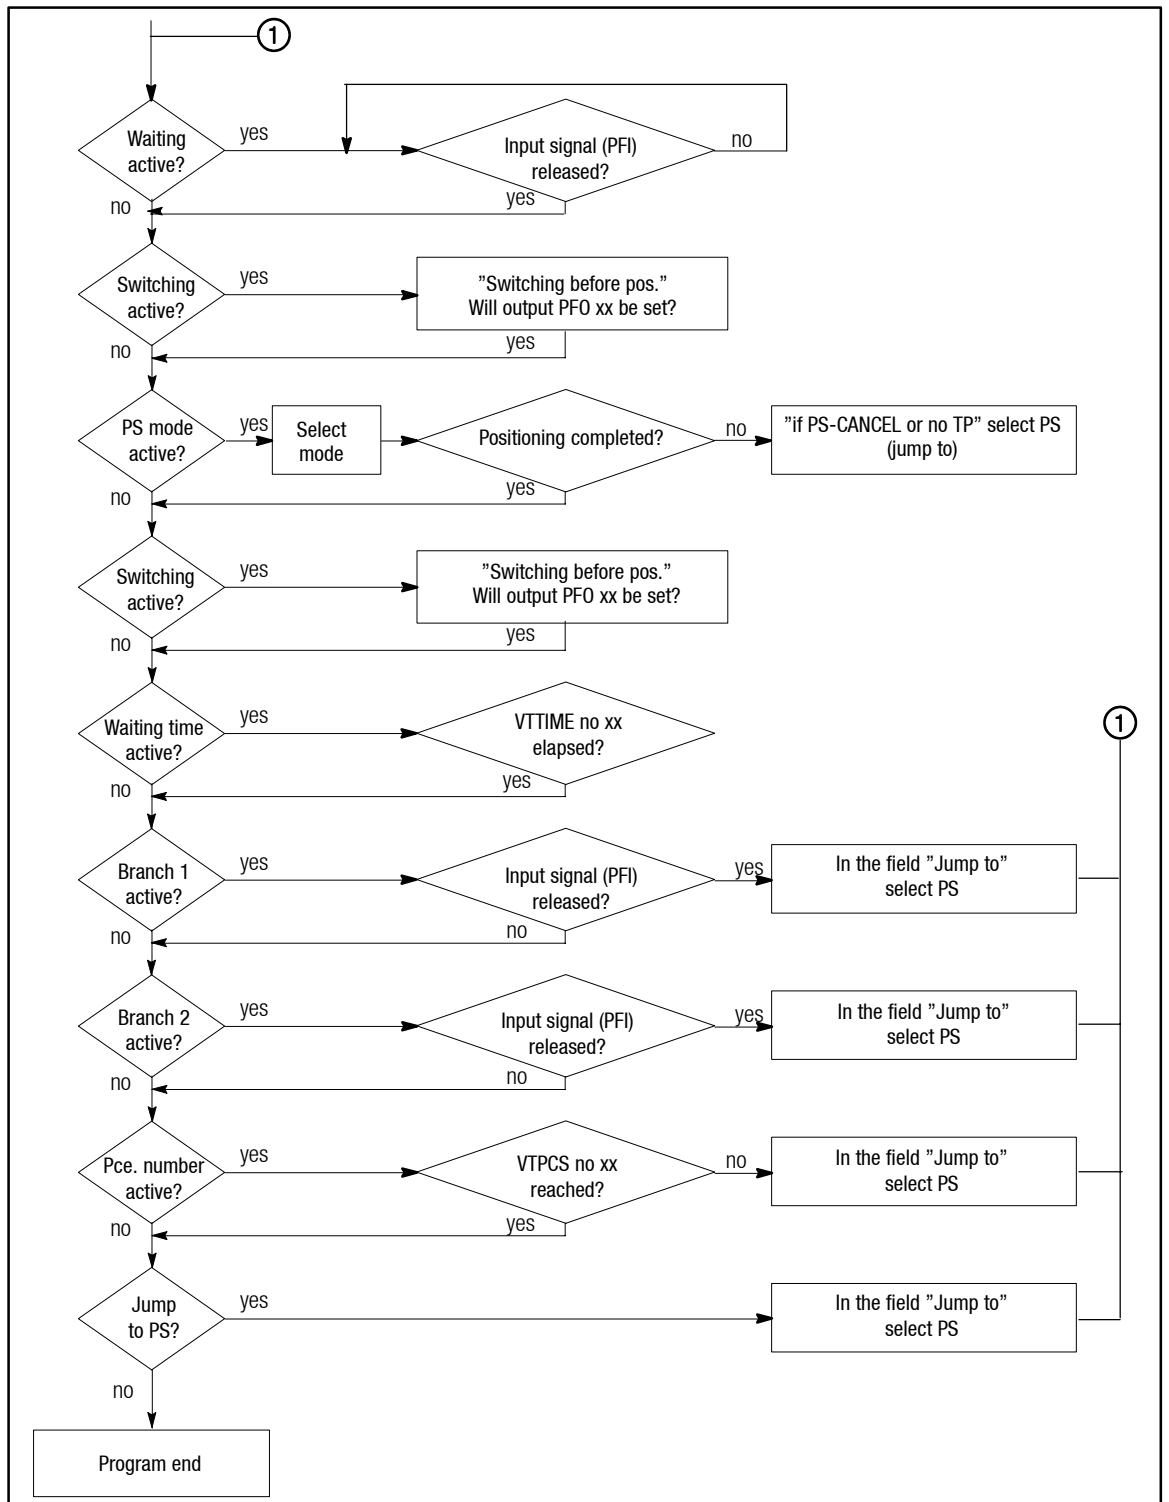 1
Waiting
active?
yes
Input signal (PFI)
released?
no
no
yes
Switching
active?
yes
”Switching before pos.”
Will output PFO xx be set?
no
yes
PS mode
active?
yes
Select
mode
Positioning completed?
no
”if PS-CANCEL or no TP” select PS
(jump to)
no
yes
Switching
active?
yes
”Switching before pos.”
Will output PFO xx be set?
no
yes
Waiting time
active?
yes
VTTIME no xx
elapsed?
1
no
yes
Branch 1
active?
yes
Input signal (PFI)
released?
yes
In the field ”Jump to”
select PS
no
no
Branch 2
active?
yes
Input signal (PFI)
released?
yes
In the field ”Jump to”
select PS
no
no
Pce. number
active?
yes
VTPCS no xx
reached?
no
In the field ”Jump to”
select PS
no
yes
Jump
to PS?
yes
In the field ”Jump to”
select PS
no
Program end